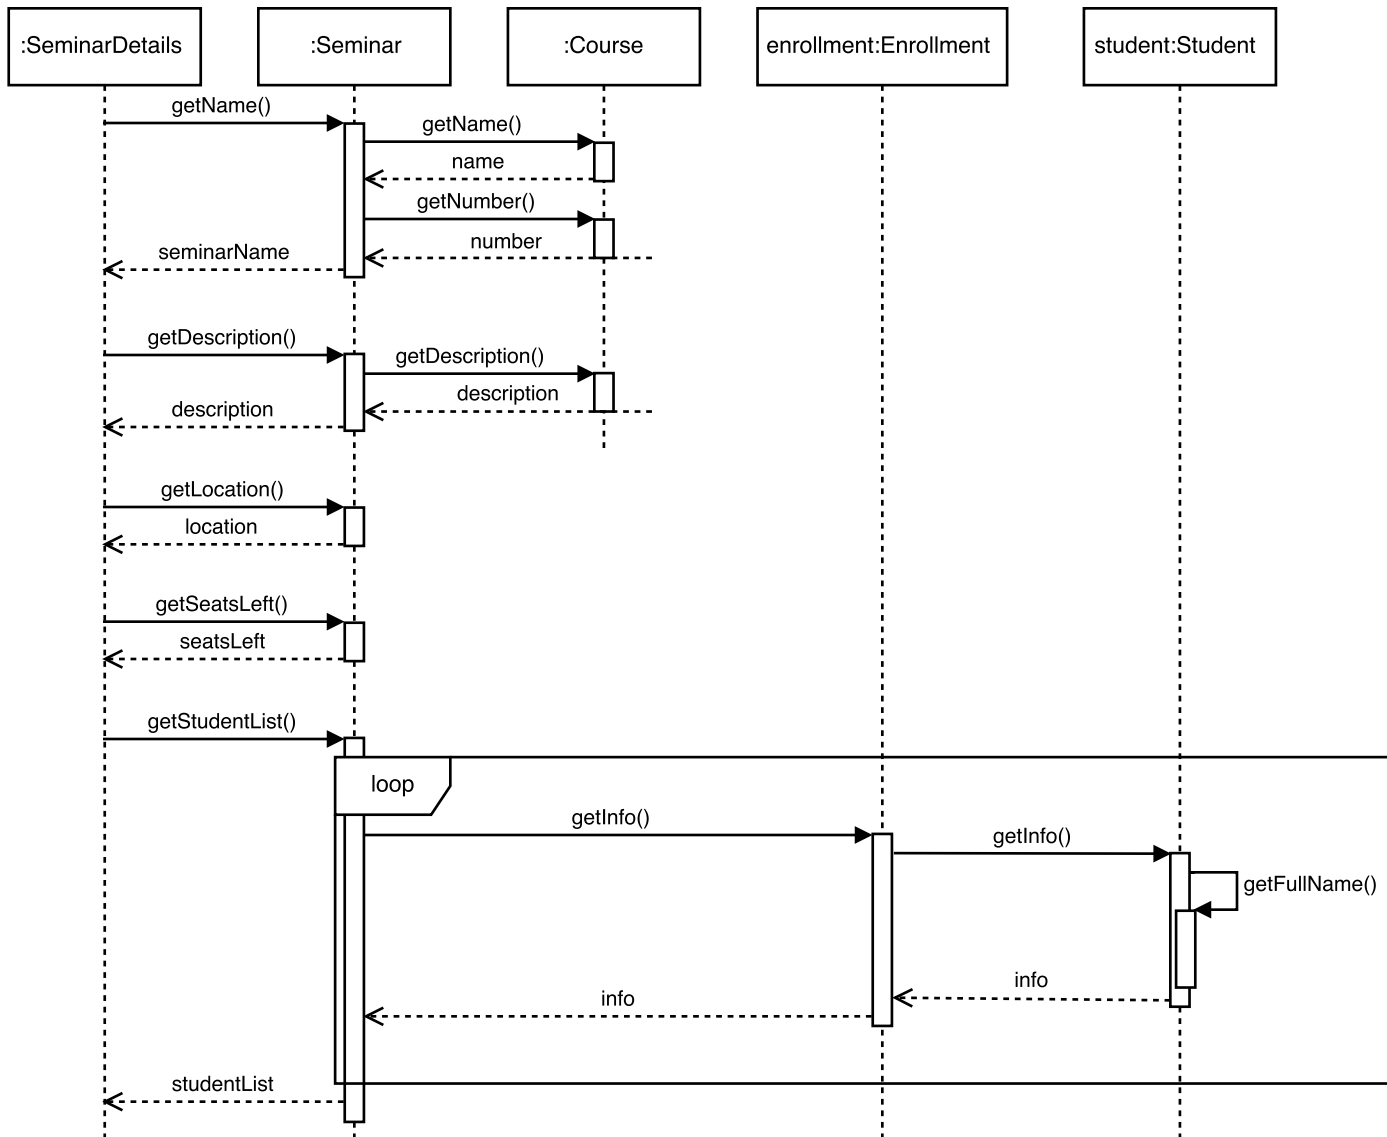 :SeminarDetails
:Seminar
:Course
enrollment:Enrollment
student:Student
getName()
getName()
name
getNumber()
number
seminarName
getDescription()
getDescription()
description
description
getLocation()
location
getSeatsLeft()
seatsLeft
getStudentList()
loop
getInfo()
getInfo()
getFullName()
info
info
studentList